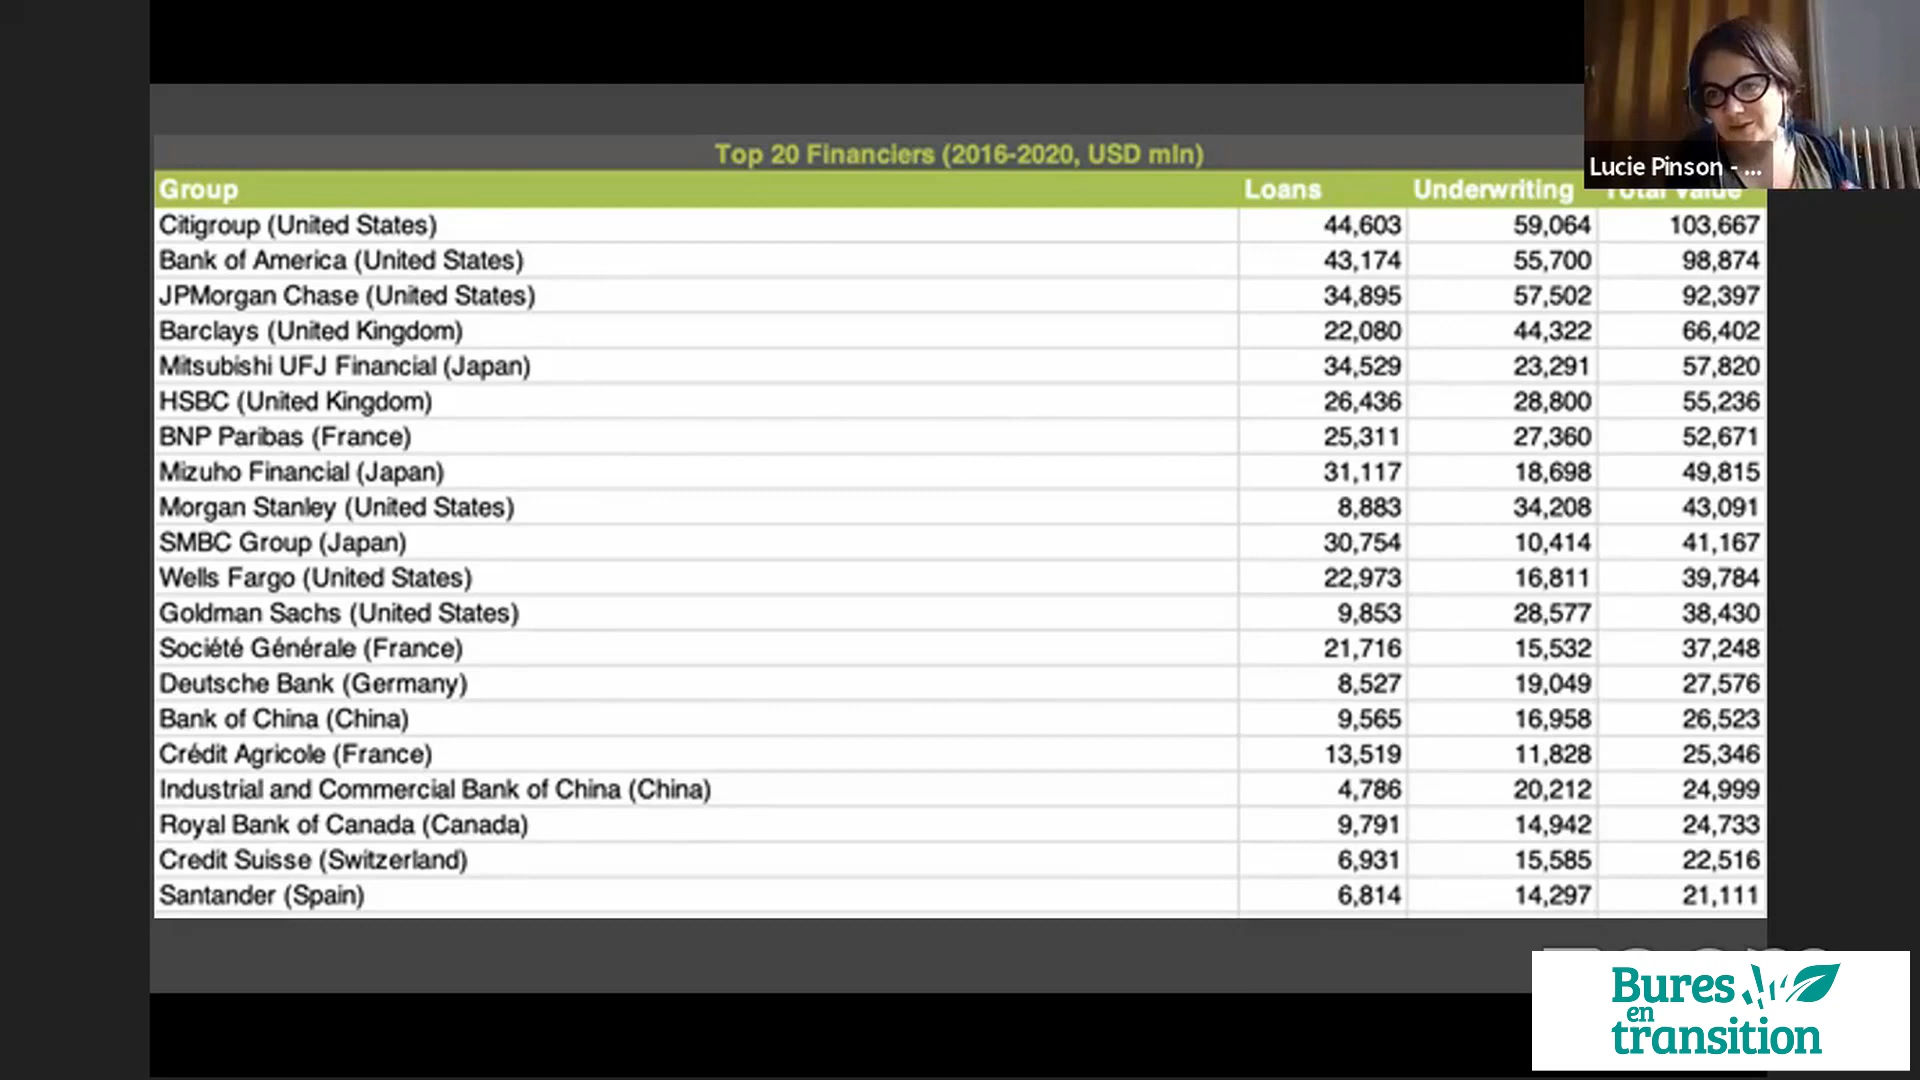 Lucie Pinson - ...
Top 20 Financiers (2016-2020, USD mln)
Group Loans Underwriting Total Value
Citigroup (United States) 44,603 59,064 103,667
Bank of America (United States) 43,174 55,700 98,874
JPMorgan Chase (United States) 34,895 57,502 92,397
Barclays (United Kingdom) 22,080 44,322 66,402
Mitsubishi UFJ Financial (Japan) 34,529 23,291 57,820
HSBC (United Kingdom) 26,436 28,800 55,236
BNP Paribas (France) 25,311 27,360 52,671
Mizuho Financial (Japan) 31,117 18,698 49,815
Morgan Stanley (United States) 8,883 34,208 43,091
SMBC Group (Japan) 30,754 10,414 41,167
Wells Fargo (United States) 22,973 16,811 39,784
Goldman Sachs (United States) 9,853 28,577 38,430
Société Générale (France) 21,716 15,532 37,248
Deutsche Bank (Germany) 8,527 19,049 27,576
Bank of China (China) 9,565 16,958 26,523
Crédit Agricole (France) 13,519 11,828 25,346
Industrial and Commercial Bank of China (China) 4,786 20,212 24,999
Royal Bank of Canada (Canada) 9,791 14,942 24,733
Credit Suisse (Switzerland) 6,931 15,585 22,516
Santander (Spain) 6,814 14,297 21,111
Bures
en
transition